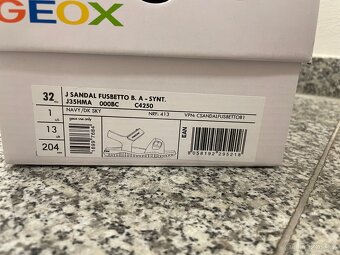 GEOX
32
J SANDAL FUSBETTO B. A - SYNT.
J35HMA 000BC C4250
1
NAVY/DK SKY
NRF: 413
VPN: CSANDALFUSBETTOB1
geox use only
13
204
EAN